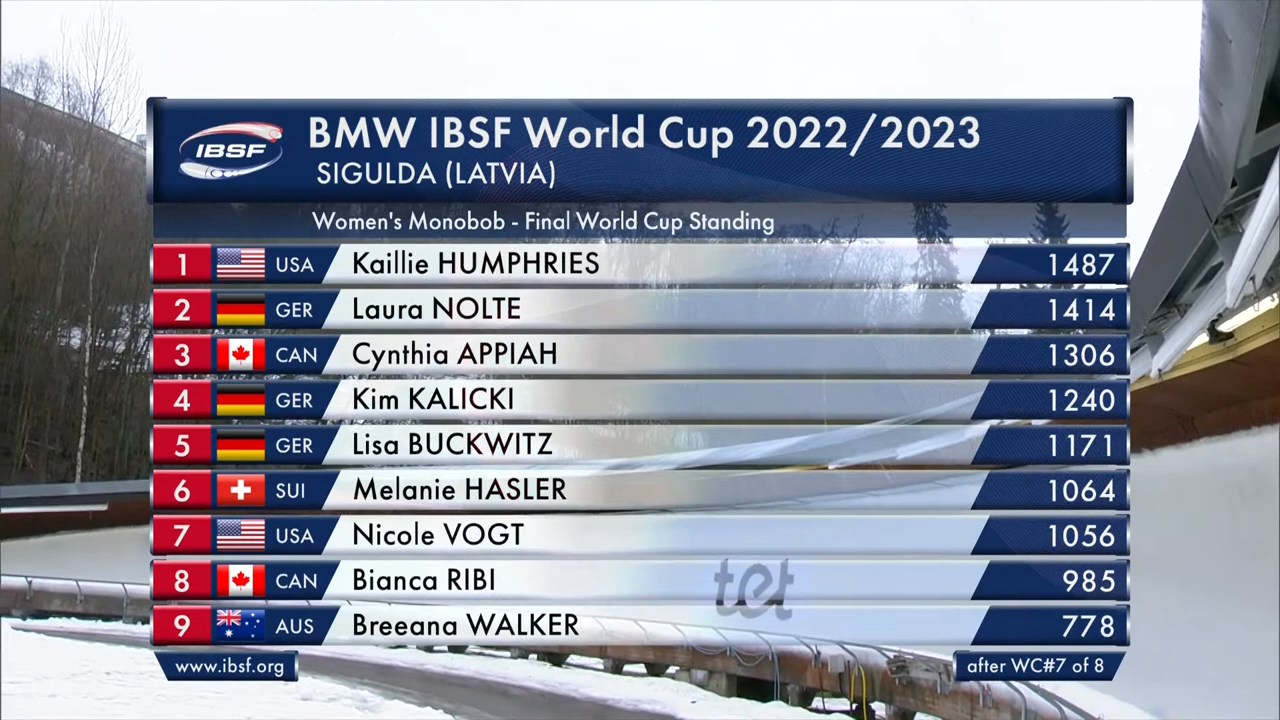 IBSF
BMW IBSF World Cup 2022/2023
SIGULDA (LATVIA)
Women's Monobob - Final World Cup Standing
1 USA Kaillie HUMPHRIES 1487
2 GER Laura NOLTE 1414
3 CAN Cynthia APPIAH 1306
4 GER Kim KALICKI 1240
5 GER Lisa BUCKWITZ 1171
6 SUI Melanie HASLER 1064
7 USA Nicole VOGT 1056
8 CAN Bianca RIBI 985
tet
9 AUS Breeana WALKER 778
www.ibsf.org after WC#7 of 8